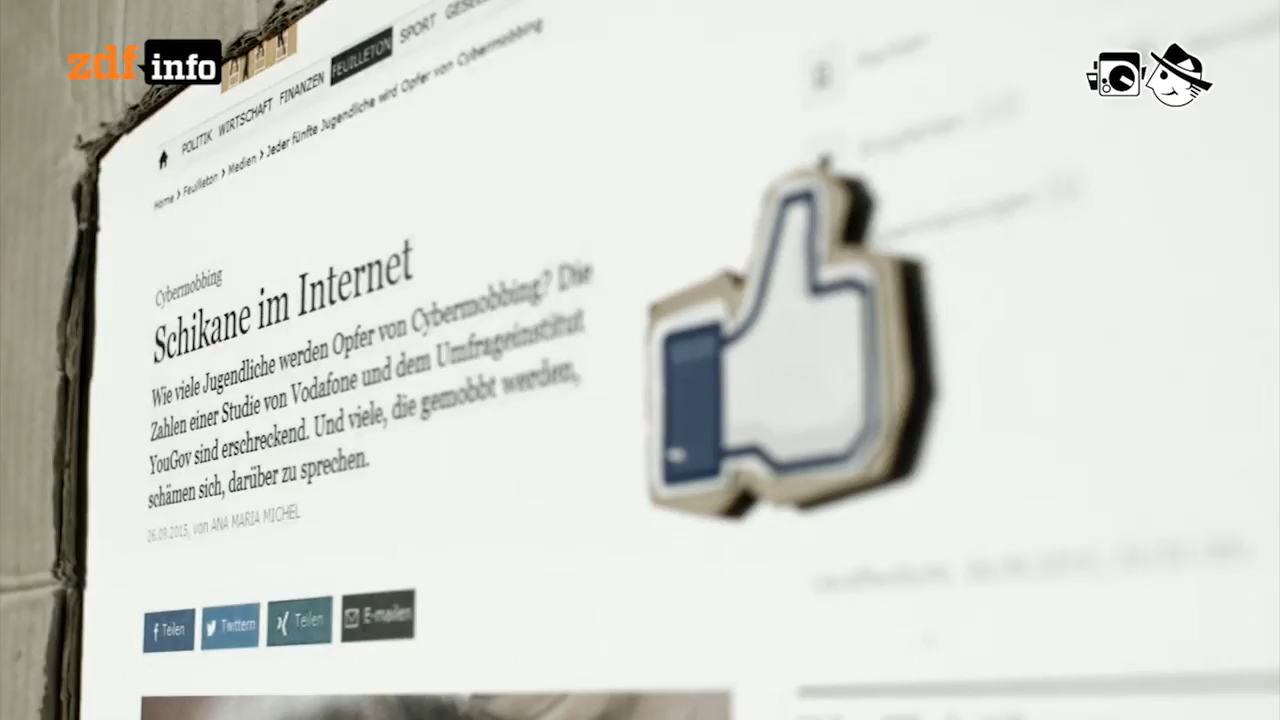 zdf info
POLITIK WIRTSCHAFT FINANZEN FEUILLETON SPORT
Home > Feuilleton > Medien > Jeder fünfte Jugendliche wird Opfer von Cybermobbing
Cybermobbing
Schikane im Internet
Wie viele Jugendliche werden Opfer von Cybermobbing? Die
Zahlen einer Studie von Vodafone und dem Umfrageinstitut
YouGov sind erschreckend. Und viele, die gemobbt werden,
schämen sich, darüber zu sprechen.
26.09.2015, von ANA MARIA MICHEL
f Teilen
Twittern
Teilen
E-mailen